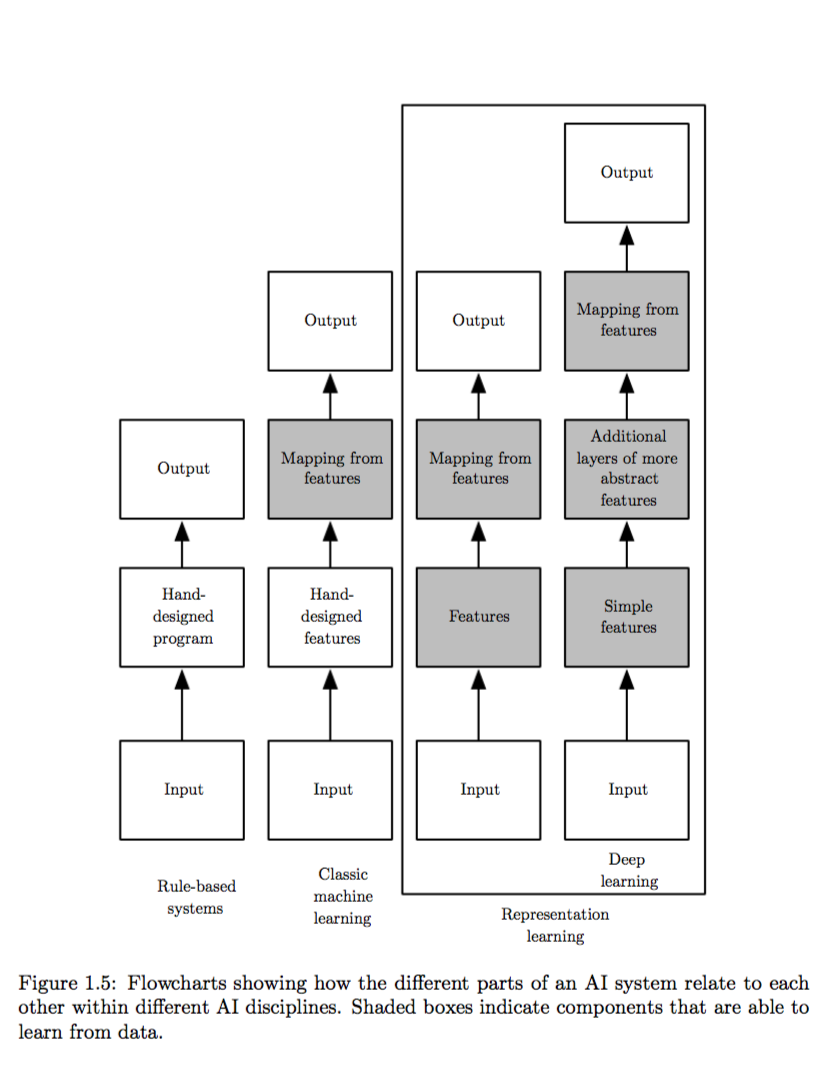 Output
Output
Output
Mapping from
features
Output
Mapping from
features
Mapping from
features
Additional
layers of more
abstract
features
Hand-
designed
program
Hand-
designed
features
Features
Simple
features
Input
Input
Input
Input
Rule-based
systems
Classic
machine
learning
Deep
learning
Representation
learning
Figure 1.5: Flowcharts showing how the different parts of an AI system relate to each
other within different AI disciplines. Shaded boxes indicate components that are able to
learn from data.